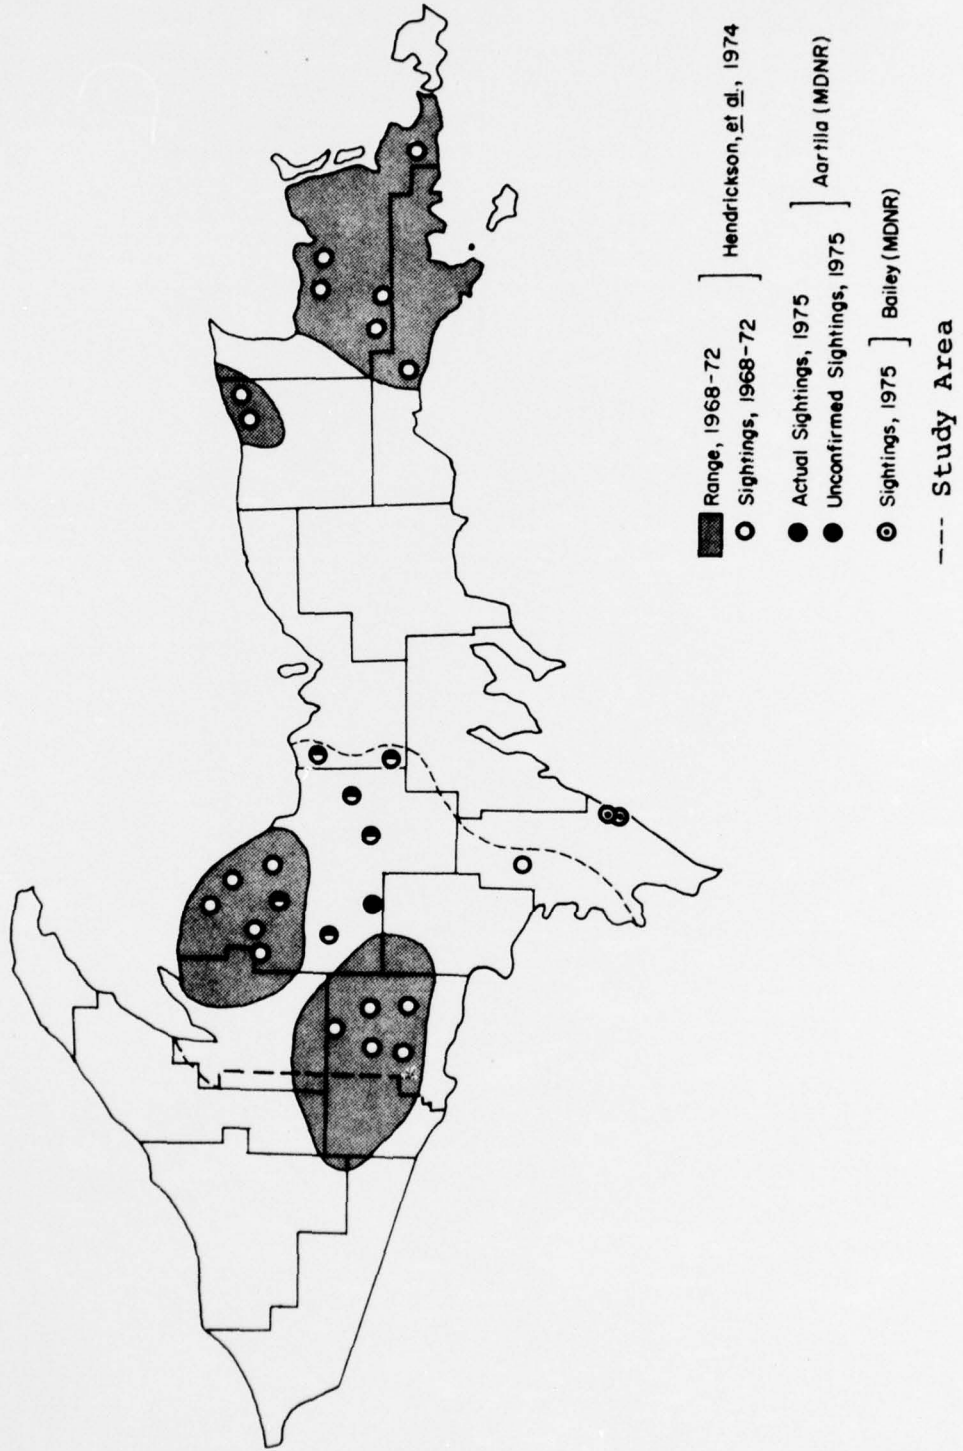 Range, 1968-72
Sightings, 1968-72
Hendrickson, et al., 1974
Actual Sightings, 1975
Unconfirmed Sightings, 1975
Aartila (MDNR)
Sightings, 1975
Bailey (MDNR)
--- Study Area